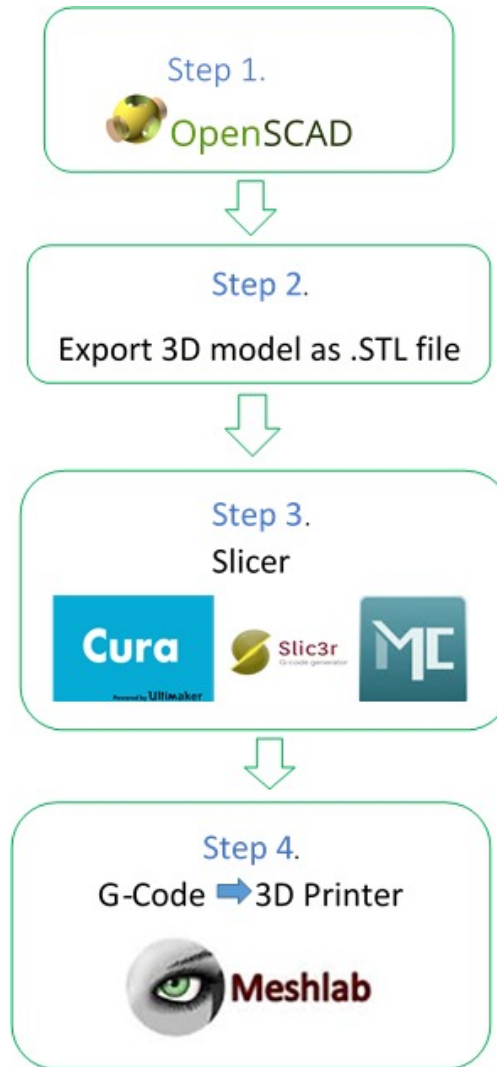 Step 1.
OpenSCAD
Step 2.
Export 3D model as .STL file
Step 3.
Slicer
Cura
Powered by Ultimaker
Slic3r
G-code generator
MC
Step 4.
G-Code 3D Printer
Meshlab